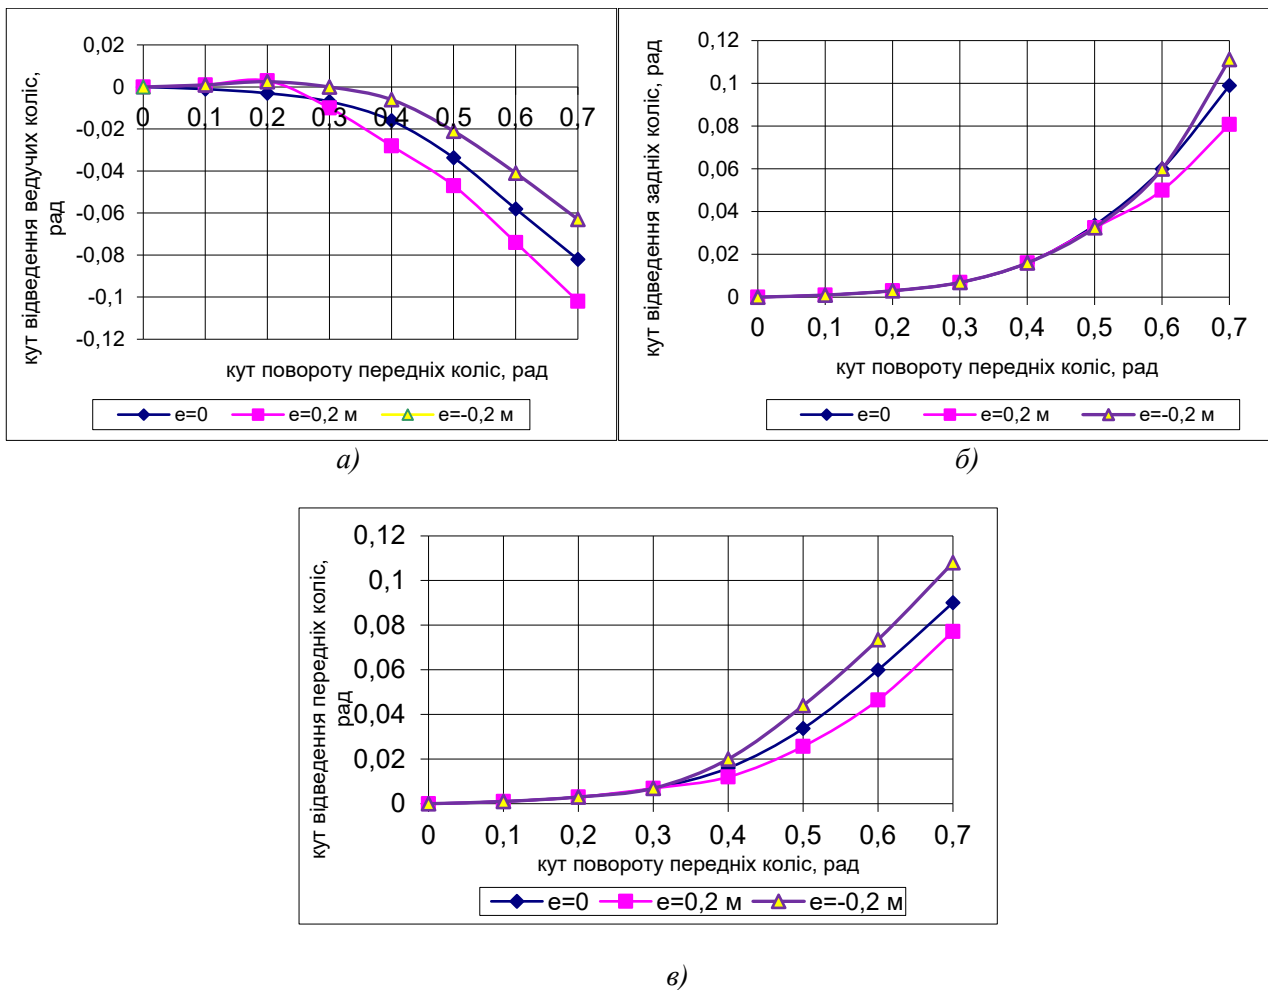 0,02
0
-0,02
-0,04
-0,06
-0,08
-0,1
-0,12
0 0,1 0,2 0,3 0,4 0,5 0,6 0,7
кут відведення ведучих коліс,
рад
кут повороту передніх коліс, рад
e=0 e=0,2 м e=-0,2 м
а)
0,12
0,1
0,08
0,06
0,04
0,02
0
0 0,1 0,2 0,3 0,4 0,5 0,6 0,7
кут відведення задніх коліс, рад
кут повороту передніх коліс, рад
e=0 e=0,2 м e=-0,2 м
б)
0,12
0,1
0,08
0,06
0,04
0,02
0
0 0,1 0,2 0,3 0,4 0,5 0,6 0,7
кут відведення передніх коліс,
рад
кут повороту передніх коліс, рад
e=0 e=0,2 м e=-0,2 м
в)